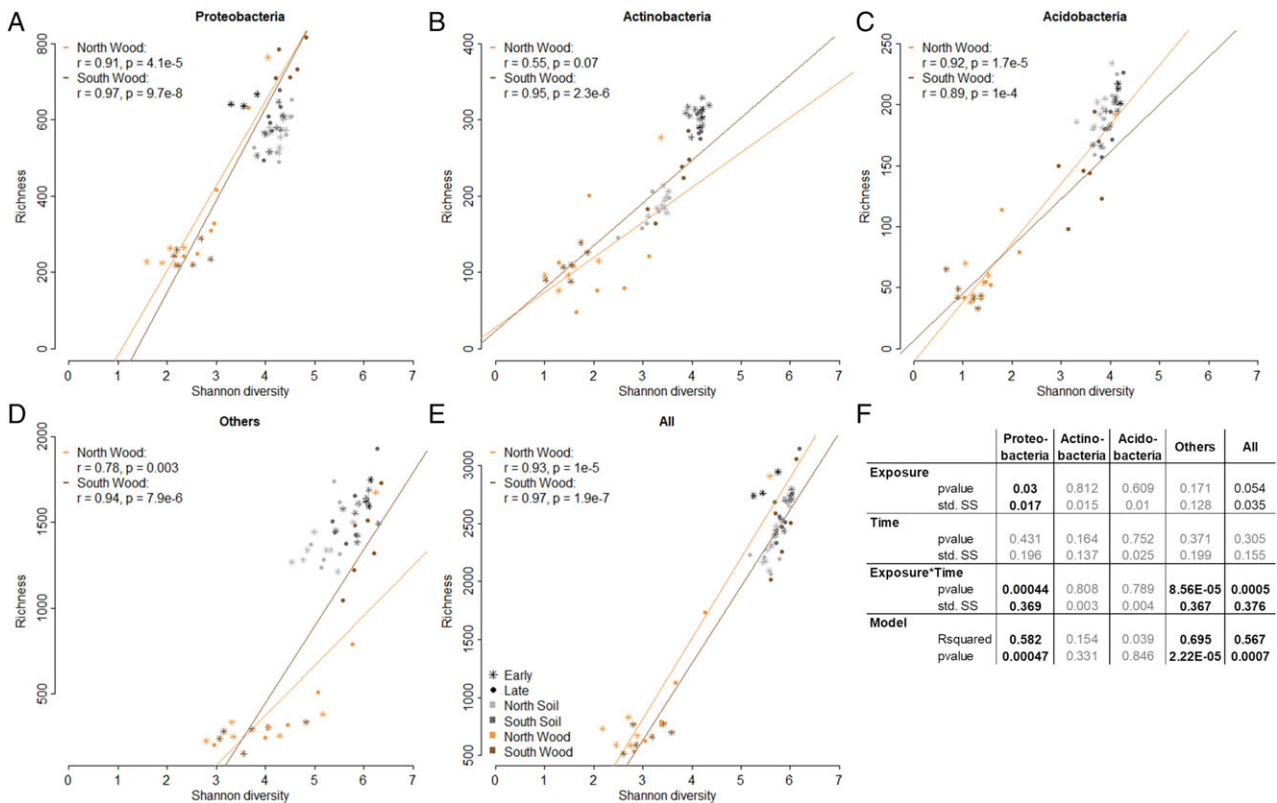 A
Proteobacteria
North Wood:
r = 0.91, p = 4.1e-5
South Wood:
r = 0.97, p = 9.7e-8
Richness
0 200 400 600 800
0 1 2 3 4 5 6 7
Shannon diversity
B
Actinobacteria
North Wood:
r = 0.55, p = 0.07
South Wood:
r = 0.95, p = 2.3e-6
Richness
0 100 200 300 400
0 1 2 3 4 5 6 7
Shannon diversity
C
Acidobacteria
North Wood:
r = 0.92, p = 1.7e-5
South Wood:
r = 0.89, p = 1e-4
Richness
0 50 100 150 200 250
0 1 2 3 4 5 6 7
Shannon diversity
D
Others
North Wood:
r = 0.78, p = 0.003
South Wood:
r = 0.94, p = 7.9e-6
Richness
500 1000 1500 2000
0 1 2 3 4 5 6 7
Shannon diversity
E
All
North Wood:
r = 0.93, p = 1e-5
South Wood:
r = 0.97, p = 1.9e-7
Early
Late
North Soil
South Soil
North Wood
South Wood
Richness
500 1000 1500 2000 2500 3000
0 1 2 3 4 5 6 7
Shannon diversity
F
Proteo- Actino- Acido- Others All
bacteria bacteria bacteria
Exposure
pvalue 0.03 0.812 0.609 0.171 0.054
std. SS 0.017 0.015 0.01 0.128 0.035
Time
pvalue 0.431 0.164 0.752 0.371 0.305
std. SS 0.196 0.137 0.025 0.199 0.155
Exposure*Time
pvalue 0.00044 0.808 0.789 8.56E-05 0.0005
std. SS 0.369 0.003 0.004 0.367 0.376
Model
Rsquared 0.582 0.154 0.039 0.695 0.567
pvalue 0.00047 0.331 0.846 2.22E-05 0.0007